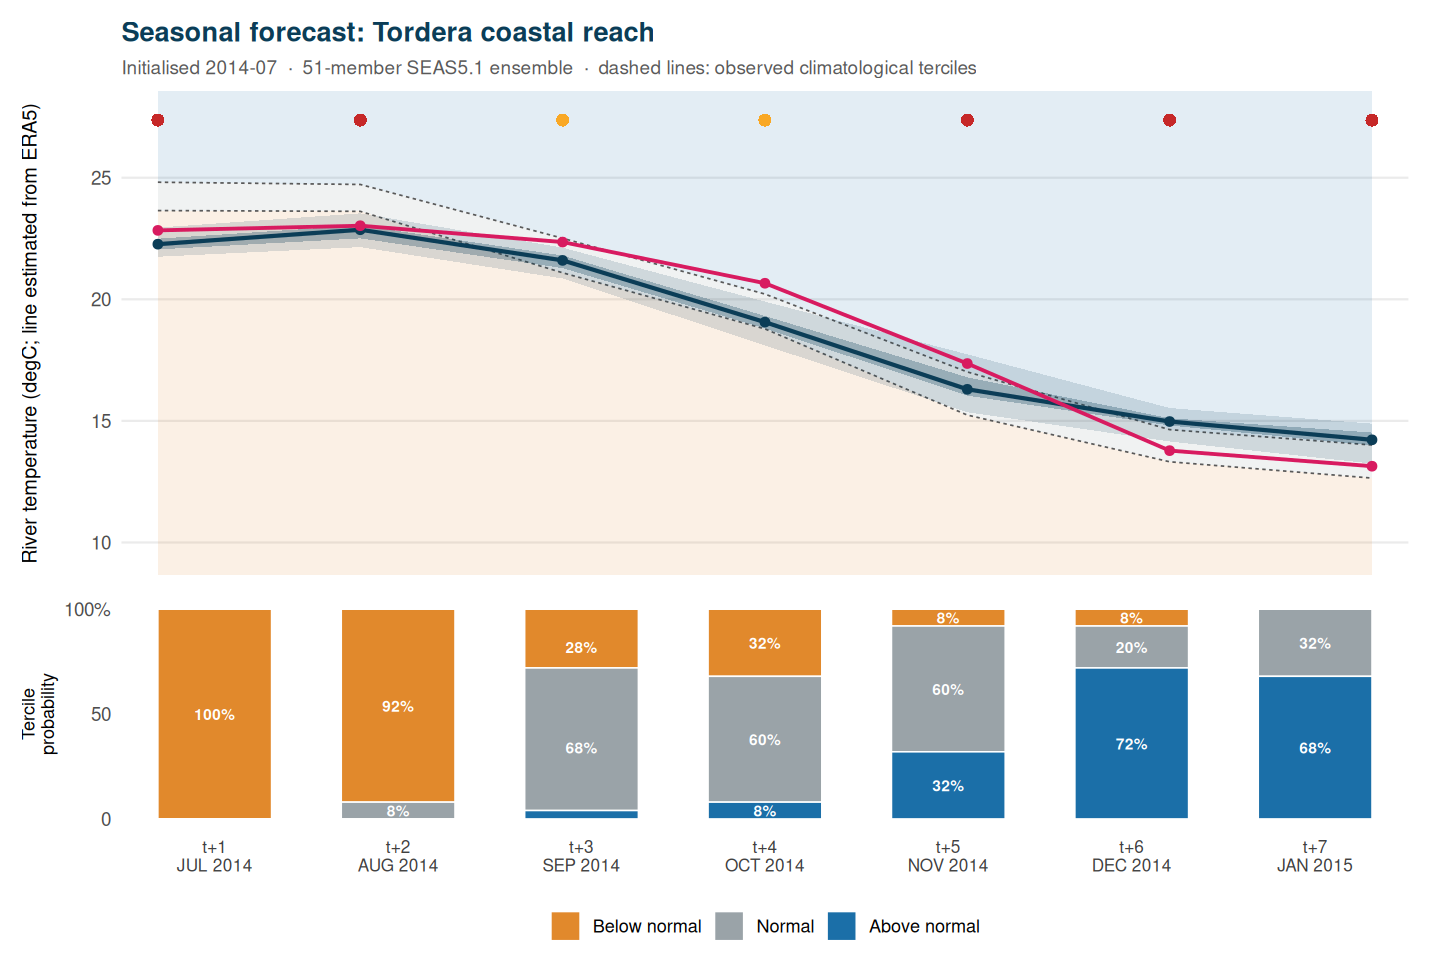 Seasonal forecast: Tordera coastal reach
Initialised 2014-07 · 51-member SEAS5.1 ensemble · dashed lines: observed climatological terciles
River temperature (degC; line estimated from ERA5)
25
20
15
10
Tercile
probability
100%
50
0
100%
92%
8%
28%
68%
32%
60%
8%
8%
60%
32%
8%
20%
72%
32%
68%
t+1
JUL 2014
t+2
AUG 2014
t+3
SEP 2014
t+4
OCT 2014
t+5
NOV 2014
t+6
DEC 2014
t+7
JAN 2015
Below normal
Normal
Above normal